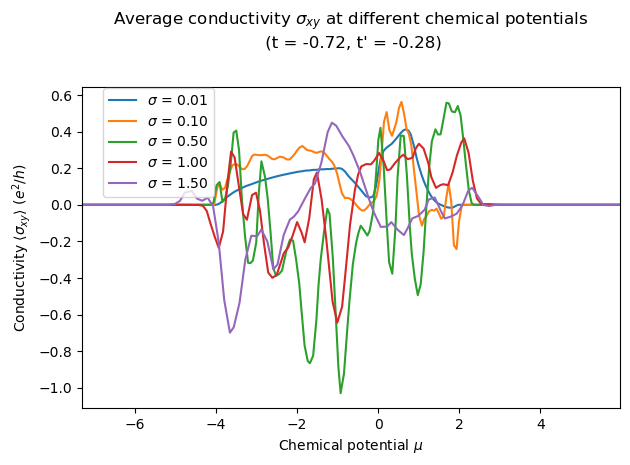 Average conductivity σxy at different chemical potentials
(t = -0.72, t' = -0.28)
0.6
0.4
0.2
0.0
−0.2
−0.4
−0.6
−0.8
−1.0
Conductivity ⟨σxy⟩ (e²/h)
σ = 0.01
σ = 0.10
σ = 0.50
σ = 1.00
σ = 1.50
−6 −4 −2 0 2 4
Chemical potential μ